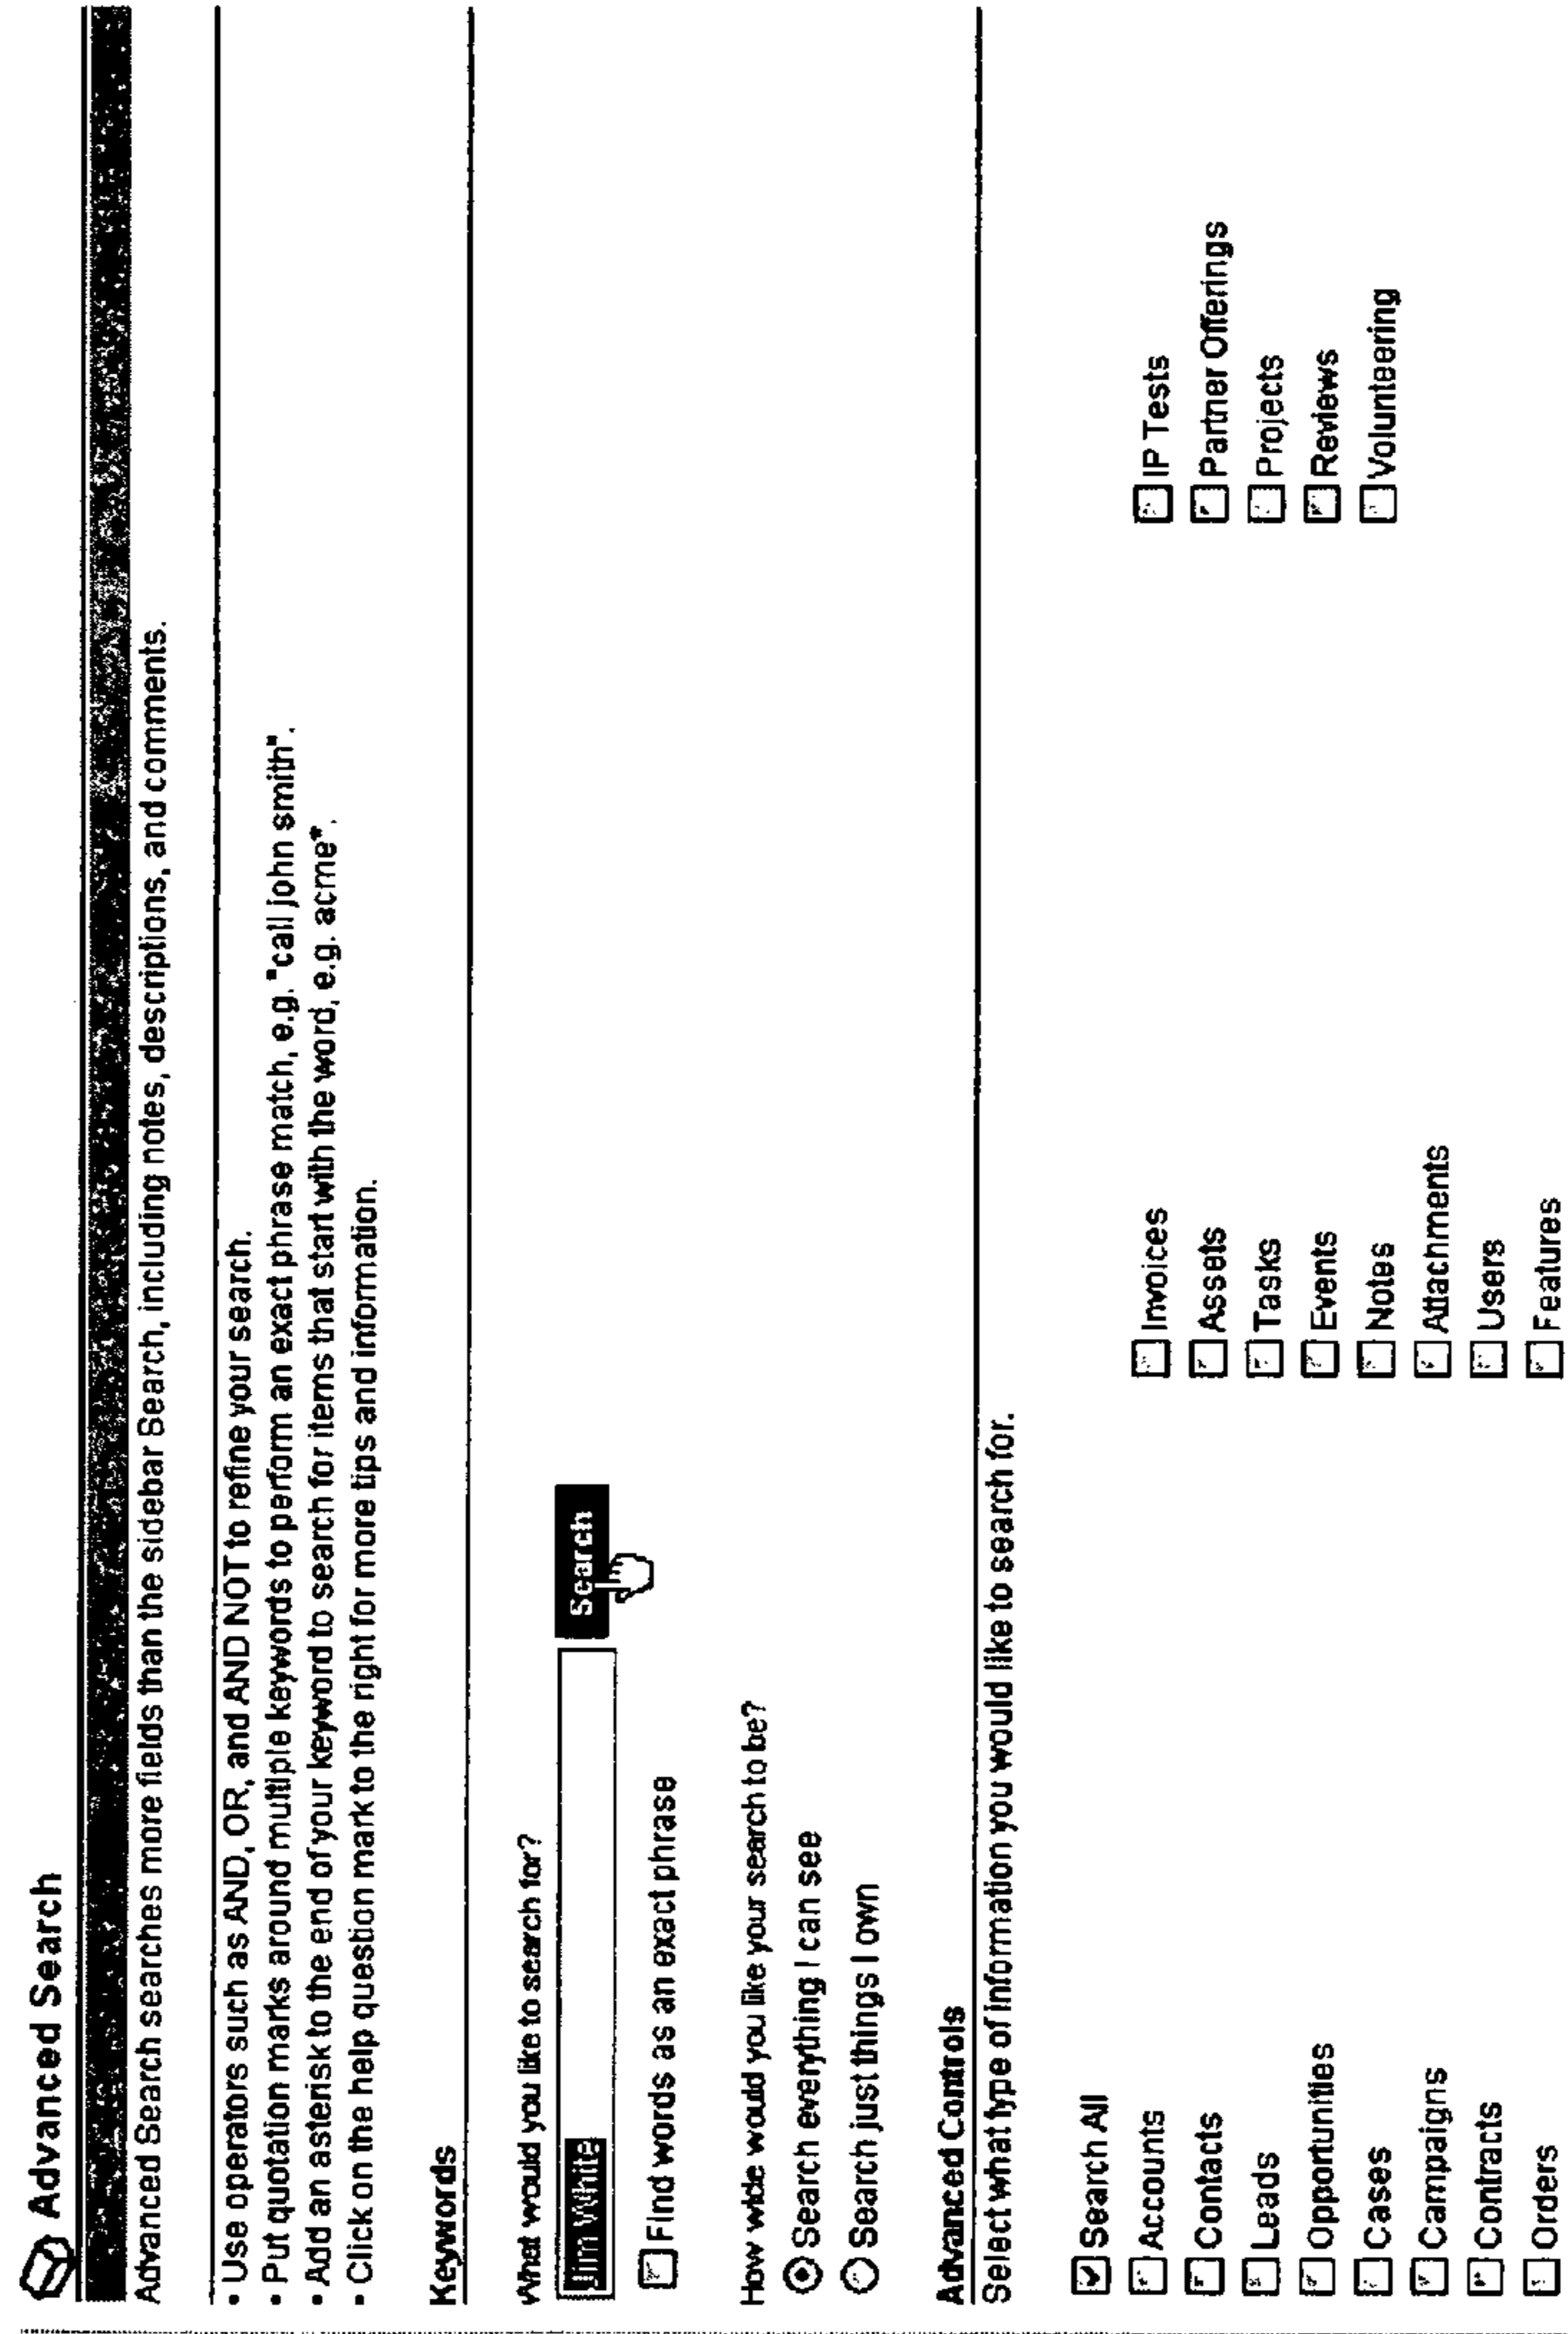 Advanced Search
Advanced Search searches more fields than the sidebar Search, including notes, descriptions, and comments.
• Use operators such as AND, OR, and AND NOT to refine your search.
• Put quotation marks around multiple keywords to perform an exact phrase match, e.g. "call john smith".
• Add an asterisk to the end of your keyword to search for items that start with the word, e.g. acme*.
• Click on the help question mark to the right for more tips and information.
Keywords
What would you like to search for?
Jim White Search
Find words as an exact phrase
How wide would you like your search to be?
Search everything I can see
Search just things I own
Advanced Controls
Select what type of information you would like to search for.
Search All
Accounts Invoices IP Tests
Contacts Assets Partner Offerings
Leads Tasks Projects
Opportunities Events Reviews
Cases Notes Volunteering
Campaigns Attachments
Contracts Users
Orders Features